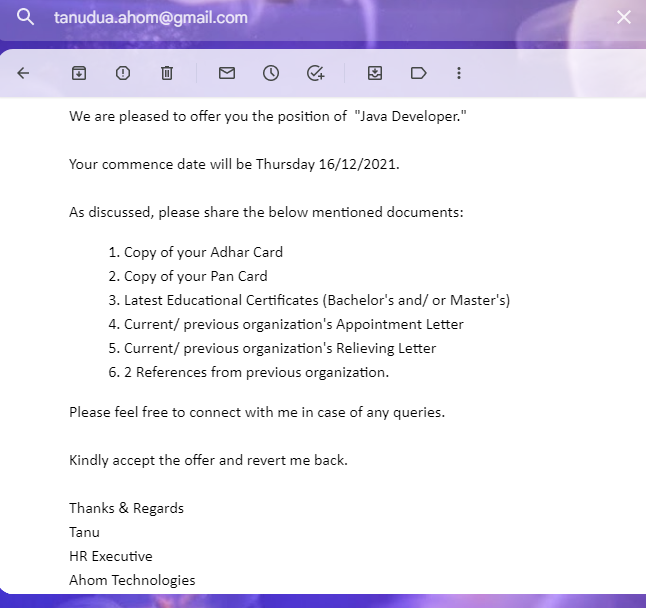 tanudua.ahom@gmail.com
We are pleased to offer you the position of "Java Developer."
Your commence date will be Thursday 16/12/2021.
As discussed, please share the below mentioned documents:
1. Copy of your Adhar Card
2. Copy of your Pan Card
3. Latest Educational Certificates (Bachelor's and/ or Master's)
4. Current/ previous organization's Appointment Letter
5. Current/ previous organization's Relieving Letter
6. 2 References from previous organization.
Please feel free to connect with me in case of any queries.
Kindly accept the offer and revert me back.
Thanks & Regards
Tanu
HR Executive
Ahom Technologies